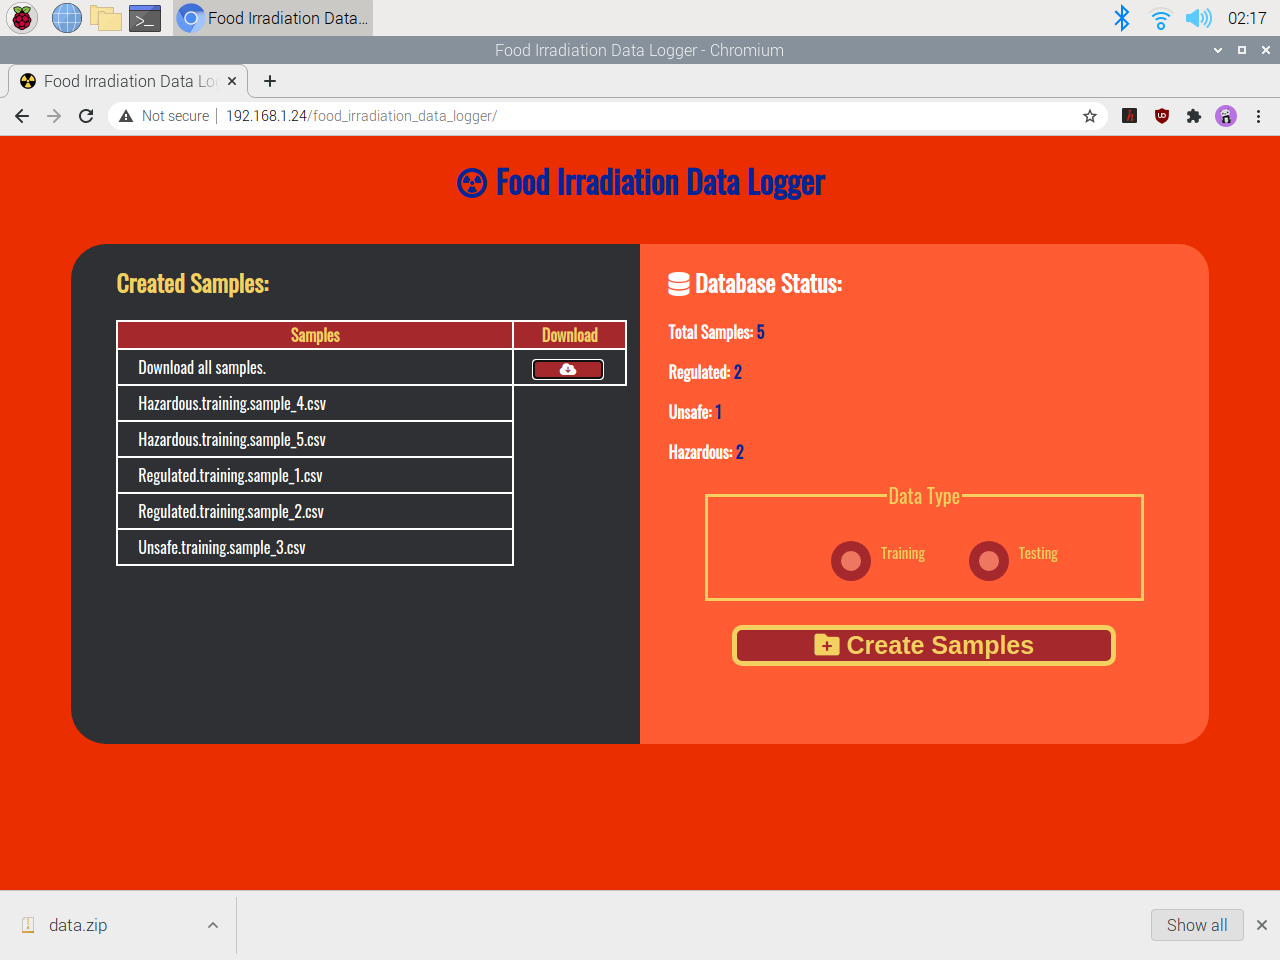 Food Irradiation Data...
02:17
Food Irradiation Data Logger - Chromium
Food Irradiation Data Lo
Not secure
192.168.1.24/food_irradiation_data_logger/
Food Irradiation Data Logger
Created Samples:
Samples Download
Download all samples.
Hazardous.training.sample_4.csv
Hazardous.training.sample_5.csv
Regulated.training.sample_1.csv
Regulated.training.sample_2.csv
Unsafe.training.sample_3.csv
Database Status:
Total Samples: 5
Regulated: 2
Unsafe: 1
Hazardous: 2
Data Type
Training Testing
Create Samples
data.zip
Show all